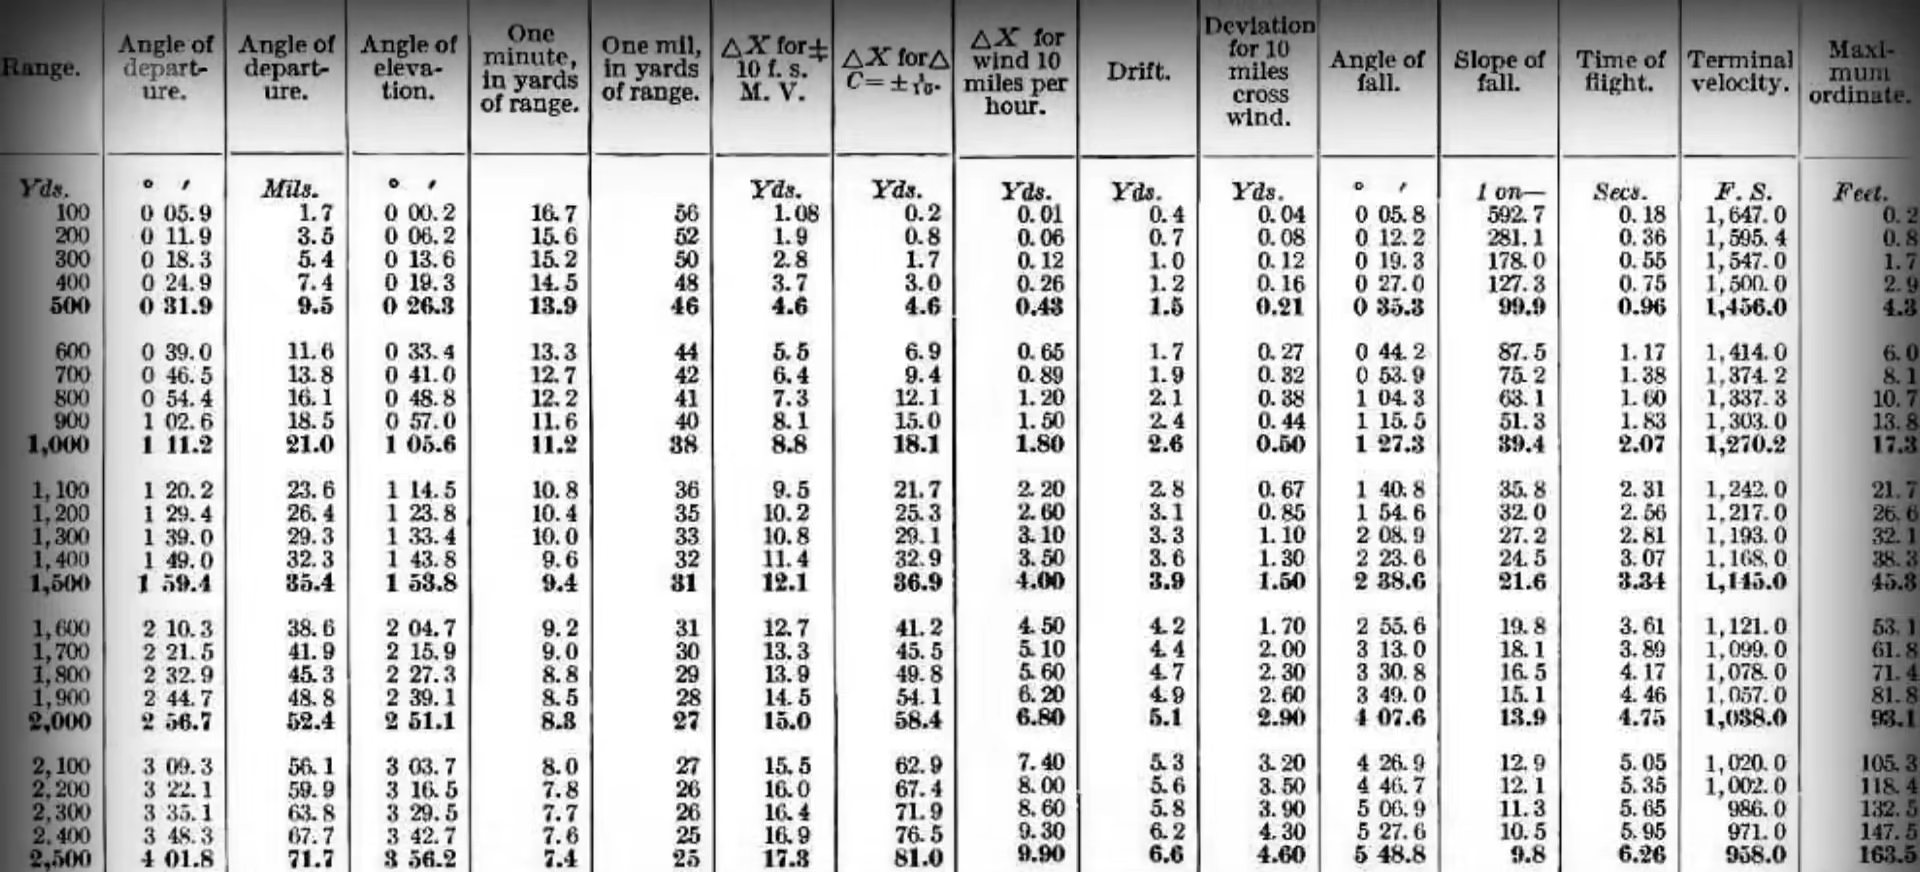 Range. Angle of depart-ure. Angle of depart-ure. Angle of eleva-tion. One minute, in yards of range. One mil, in yards of range. △X for ± 10 f. s. M. V. △X for △ C=±1/10. △X for wind 10 miles per hour. Drift. Deviation for 10 miles cross wind. Angle of fall. Slope of fall. Time of flight. Terminal velocity. Maxi-mum ordinate.
Yds. ° ′ Mils. ° ′ Yds. Yds. Yds. Yds. Yds. ° ′ 1 on— Secs. F. S. Feet.
100 0 05.9 1.7 0 00.2 16.7 56 1.08 0.2 0.01 0.4 0.04 0 05.8 592.7 0.18 1,647.0 0.2
200 0 11.9 3.5 0 06.2 15.6 52 1.9 0.8 0.06 0.7 0.08 0 12.2 281.1 0.36 1,595.4 0.8
300 0 18.3 5.4 0 13.6 15.2 50 2.8 1.7 0.12 1.0 0.12 0 19.3 178.0 0.55 1,547.0 1.7
400 0 24.9 7.4 0 19.3 14.5 48 3.7 3.0 0.26 1.2 0.16 0 27.0 127.3 0.75 1,500.0 2.9
500 0 31.9 9.5 0 26.3 13.9 46 4.6 4.6 0.43 1.5 0.21 0 35.3 99.9 0.96 1,456.0 4.3
600 0 39.0 11.6 0 33.4 13.3 44 5.5 6.9 0.65 1.7 0.27 0 44.2 87.5 1.17 1,414.0 6.0
700 0 46.5 13.8 0 41.0 12.7 42 6.4 9.4 0.89 1.9 0.32 0 53.9 75.2 1.38 1,374.2 8.1
800 0 54.4 16.1 0 48.8 12.2 41 7.3 12.1 1.20 2.1 0.38 1 04.3 63.1 1.60 1,337.3 10.7
900 1 02.6 18.5 0 57.0 11.6 40 8.1 15.0 1.50 2.4 0.44 1 15.5 51.3 1.83 1,303.0 13.8
1,000 1 11.2 21.0 1 05.6 11.2 38 8.8 18.1 1.80 2.6 0.50 1 27.3 39.4 2.07 1,270.2 17.3
1,100 1 20.2 23.6 1 14.5 10.8 36 9.5 21.7 2.20 2.8 0.67 1 40.8 35.8 2.31 1,242.0 21.7
1,200 1 29.4 26.4 1 23.8 10.4 35 10.2 25.3 2.60 3.1 0.85 1 54.6 32.0 2.56 1,217.0 26.6
1,300 1 39.0 29.3 1 33.4 10.0 33 10.8 29.1 3.10 3.3 1.10 2 08.9 27.2 2.81 1,193.0 32.1
1,400 1 49.0 32.3 1 43.8 9.6 32 11.4 32.9 3.50 3.6 1.30 2 23.6 24.5 3.07 1,168.0 38.3
1,500 1 59.4 35.4 1 53.8 9.4 31 12.1 36.9 4.00 3.9 1.50 2 38.6 21.6 3.34 1,145.0 45.3
1,600 2 10.3 38.6 2 04.7 9.2 31 12.7 41.2 4.50 4.2 1.70 2 55.6 19.8 3.61 1,121.0 53.1
1,700 2 21.5 41.9 2 15.9 9.0 30 13.3 45.5 5.10 4.4 2.00 3 13.0 18.1 3.89 1,099.0 61.8
1,800 2 32.9 45.3 2 27.3 8.8 29 13.9 49.8 5.60 4.7 2.30 3 30.8 16.5 4.17 1,078.0 71.4
1,900 2 44.7 48.8 2 39.1 8.5 28 14.5 54.1 6.20 4.9 2.60 3 49.0 15.1 4.46 1,057.0 81.8
2,000 2 56.7 52.4 2 51.1 8.3 27 15.0 58.4 6.80 5.1 2.90 4 07.6 13.9 4.75 1,038.0 93.1
2,100 3 09.3 56.1 3 03.7 8.0 27 15.5 62.9 7.40 5.3 3.20 4 26.9 12.9 5.05 1,020.0 105.3
2,200 3 22.1 59.9 3 16.5 7.8 26 16.0 67.4 8.00 5.6 3.50 4 46.7 12.1 5.35 1,002.0 118.4
2,300 3 35.1 63.8 3 29.5 7.7 26 16.4 71.9 8.60 5.8 3.90 5 06.9 11.3 5.65 986.0 132.5
2.400 3 48.3 67.7 3 42.7 7.6 25 16.9 76.5 9.30 6.2 4.30 5 27.6 10.5 5.95 971.0 147.5
2,500 4 01.8 71.7 3 56.2 7.4 25 17.3 81.0 9.90 6.6 4.60 5 48.8 9.8 6.26 958.0 163.5